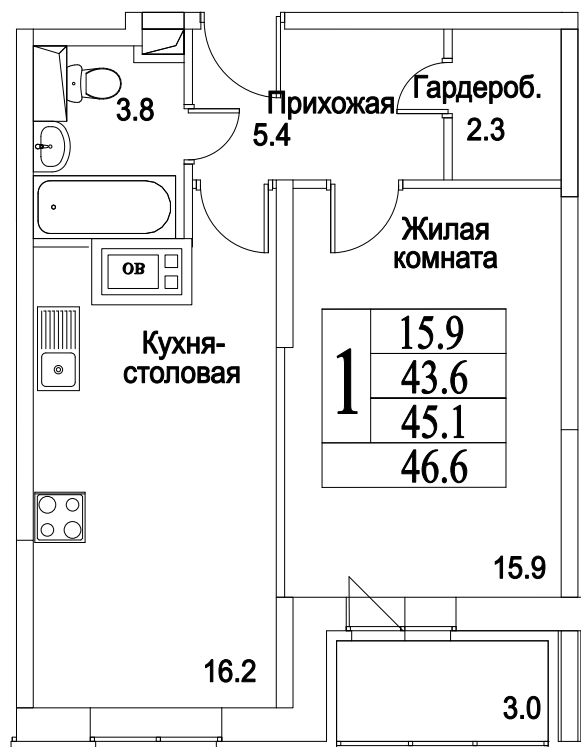 3.8
Прихожая
5.4
Гардероб.
2.3
Жилая
комната
ОВ
Кухня-
столовая
1
15.9
43.6
45.1
46.6
15.9
16.2
3.0